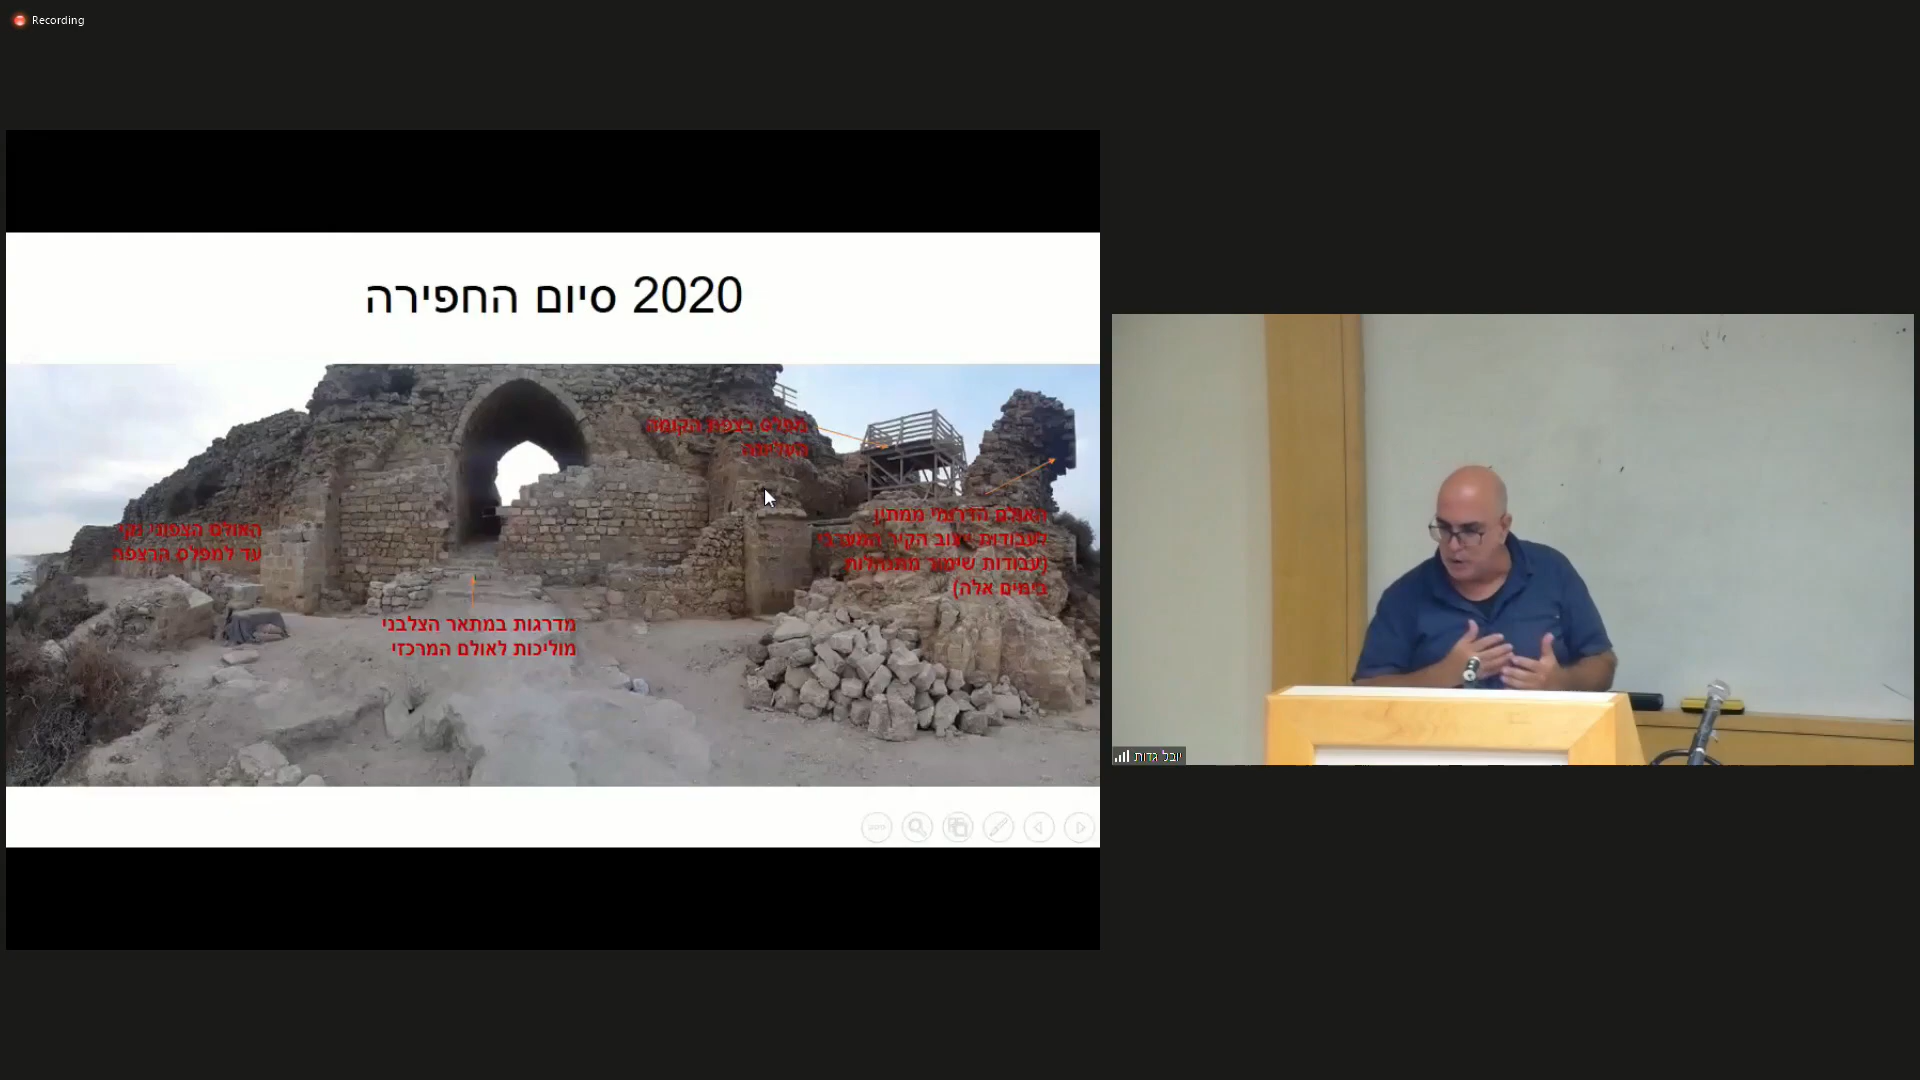 Recording
2020 סיום החפירה
מפלס רצפת הקומה
העליונה
האולם הדרומי ממתין
לעבודות ייצוב הקיר המערבי
(עבודות שימור מתנהלות
בימים אלה)
האולם הצפוני נקי
עד למפלס הרצפה
מדרגות במתאר הצלבני
מוליכות לאולם המרכזי
יובל גדות